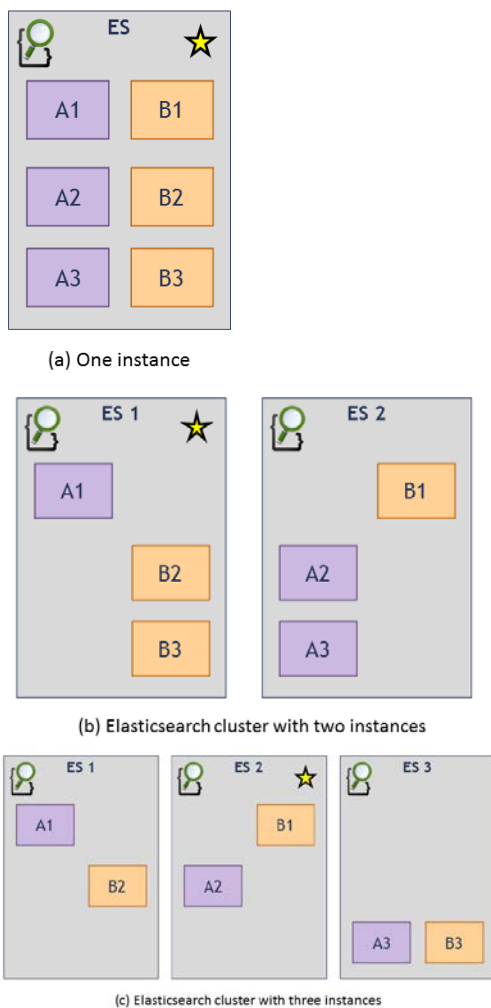 ES
A1 B1
A2 B2
A3 B3
(a) One instance
ES 1 ES 2
A1 B1
B2 A2
B3 A3
(b) Elasticsearch cluster with two instances
ES 1 ES 2 ES 3
A1 B1
B2 A2
A3 B3
(c) Elasticsearch cluster with three instances